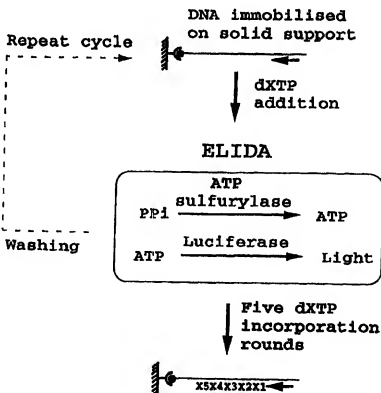 DNA immobilised
on solid support
Repeat cycle
dXTP
addition
ELIDA
ATP
sulfurylase
PPi
ATP
Luciferase
ATP
Light
Washing
Five dXTP
incorporation
rounds
X5X4X3X2X1